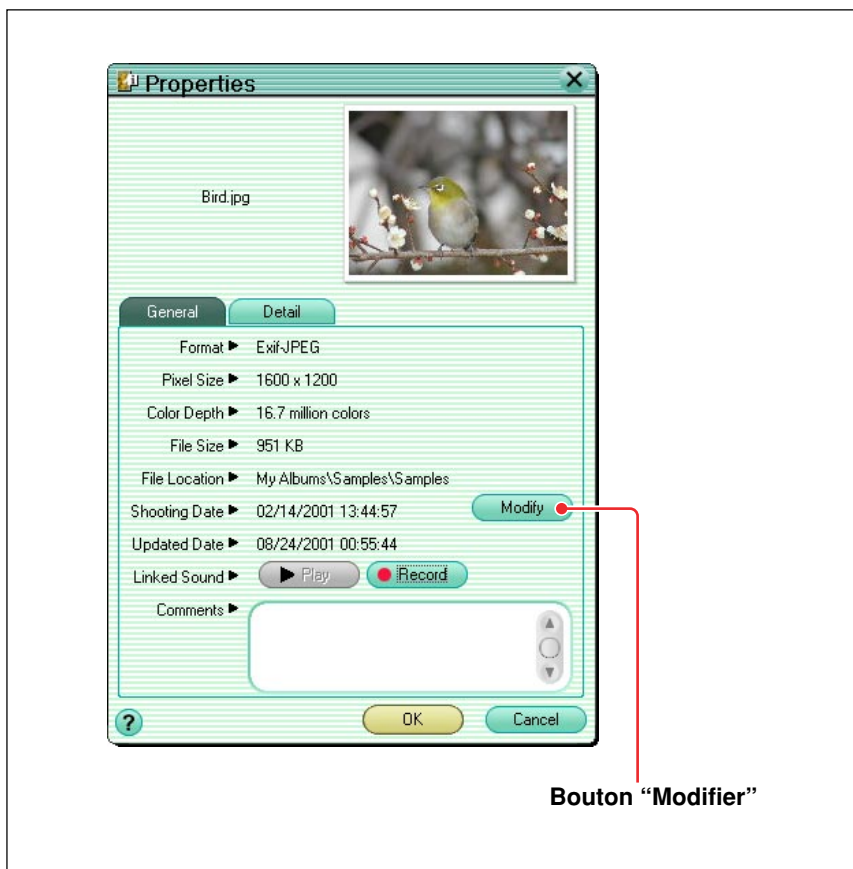 Properties
Bird.jpg
General Detail
Format ▶ Exif-JPEG
Pixel Size ▶ 1600 x 1200
Color Depth ▶ 16.7 million colors
File Size ▶ 951 KB
File Location ▶ My Albums\Samples\Samples
Shooting Date ▶ 02/14/2001 13:44:57 Modify
Updated Date ▶ 08/24/2001 00:55:44
Linked Sound ▶ Play Record
Comments ▶
? OK Cancel
Bouton “Modifier”